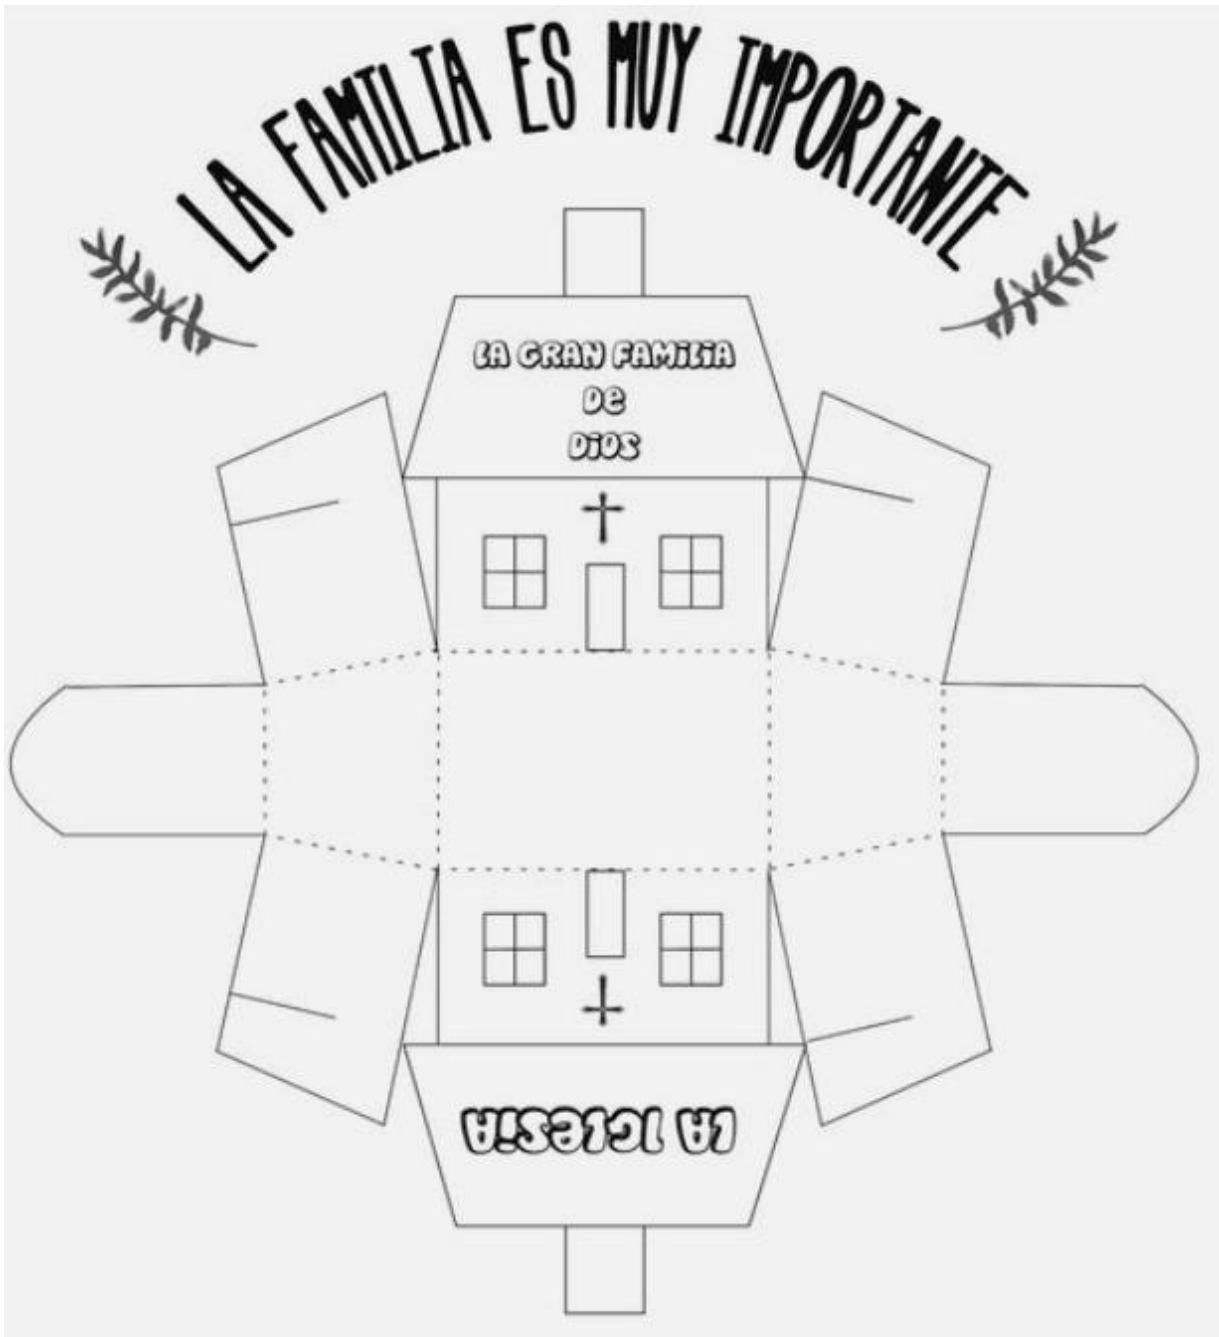 LA FAMILIA ES MUY IMPORTANTE
LA GRAN FAMiLiA
De
DiOS
LA IGLeSiA